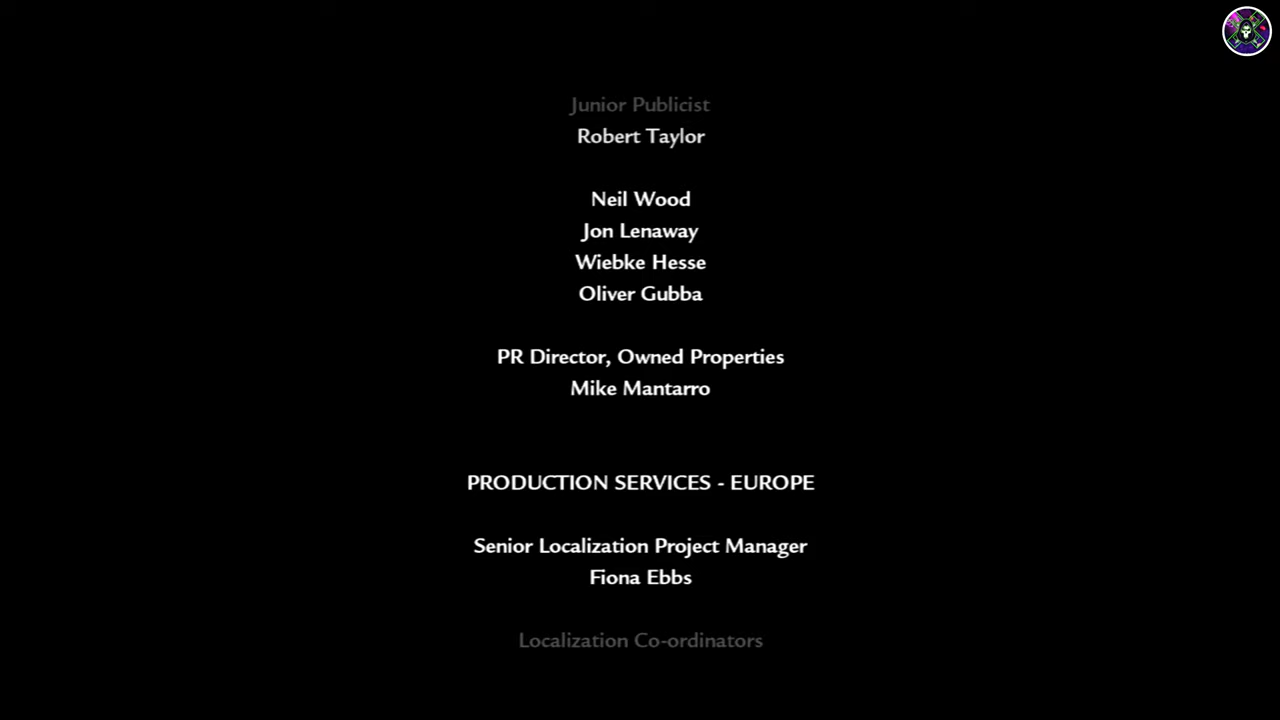 Junior Publicist
Robert Taylor
Neil Wood
Jon Lenaway
Wiebke Hesse
Oliver Gubba
PR Director, Owned Properties
Mike Mantarro
PRODUCTION SERVICES - EUROPE
Senior Localization Project Manager
Fiona Ebbs
Localization Co-ordinators